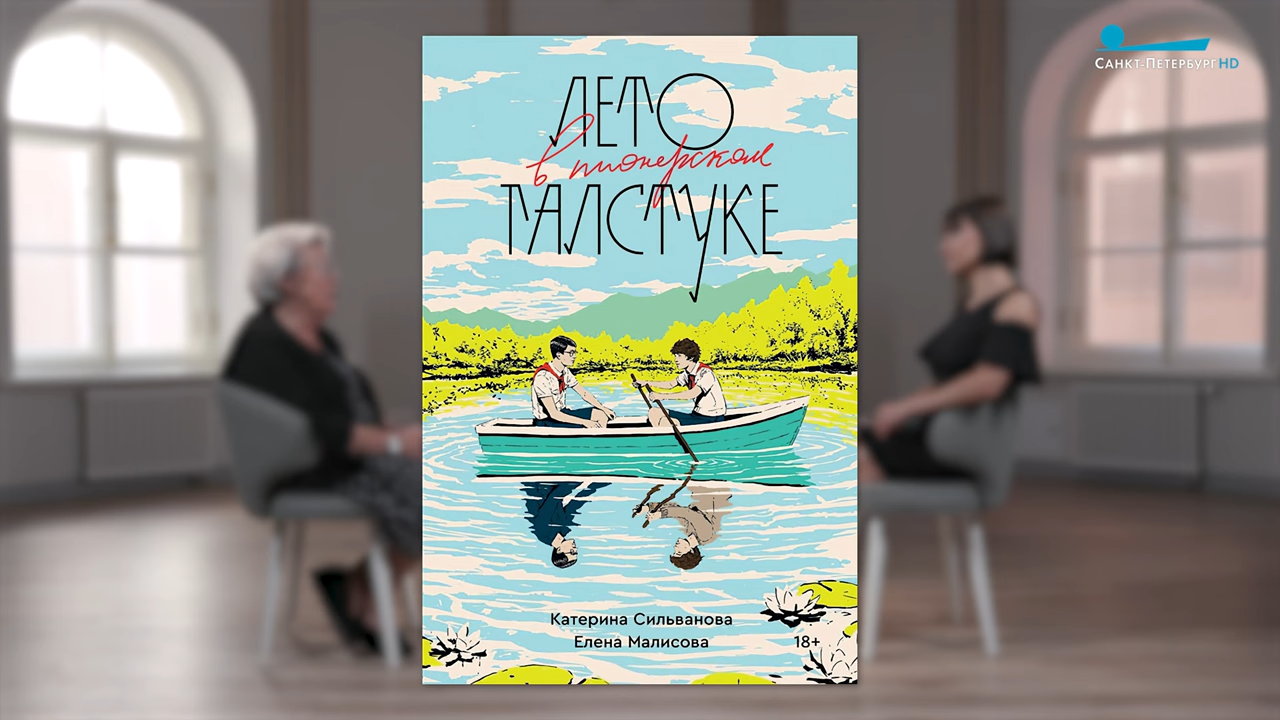 Санкт-Петербург HD
ЛЕТО
в пионерском
ГАЛСТУКЕ
Катерина Сильванова
Елена Малисова
18+